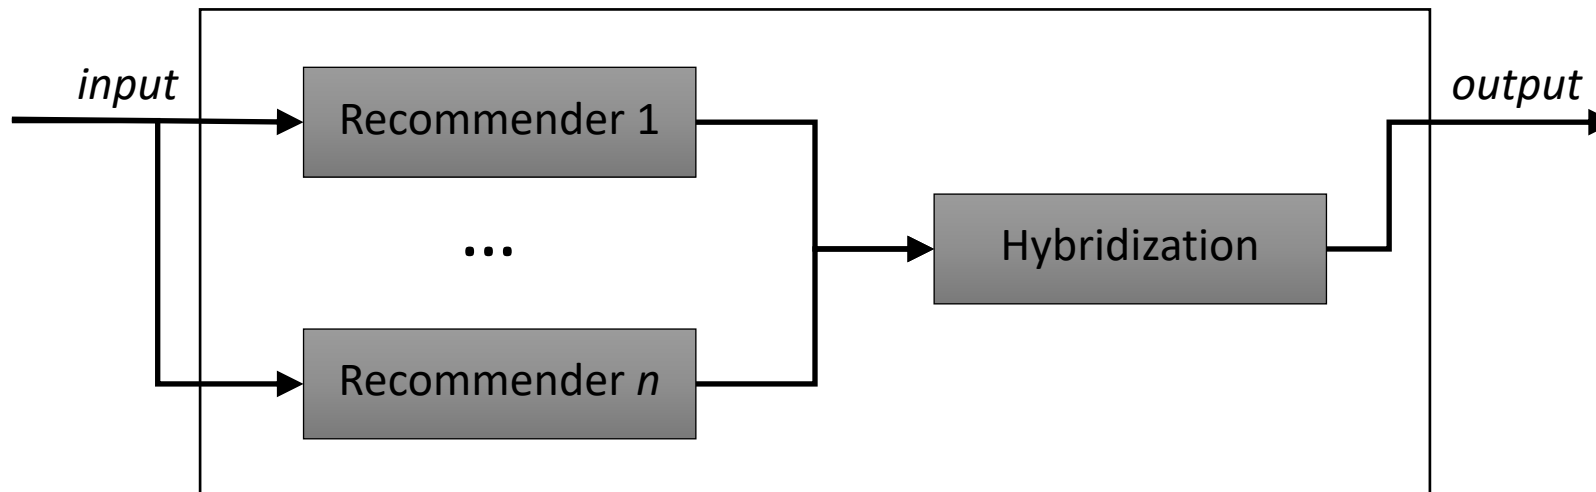 input
output
Recommender 1
...
Hybridization
Recommender n